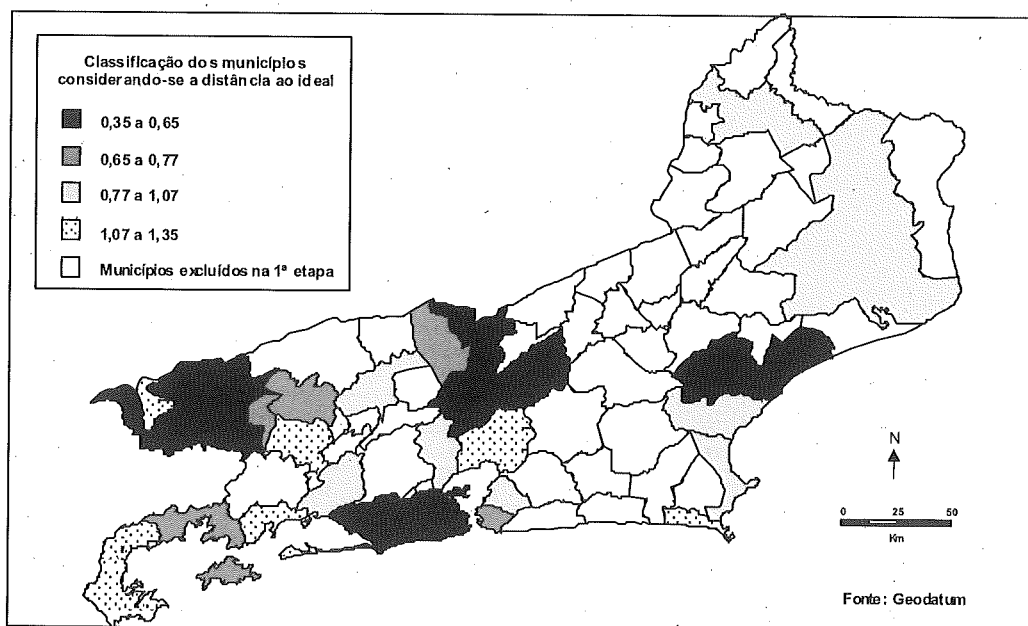 Classificação dos municípios
considerando-se a distância ao ideal
0,35 a 0,65
0,65 a 0,77
0,77 a 1,07
1,07 a 1,35
Municípios excluídos na 1ª etapa
N
0 25 50
Km
Fonte: Geodatum